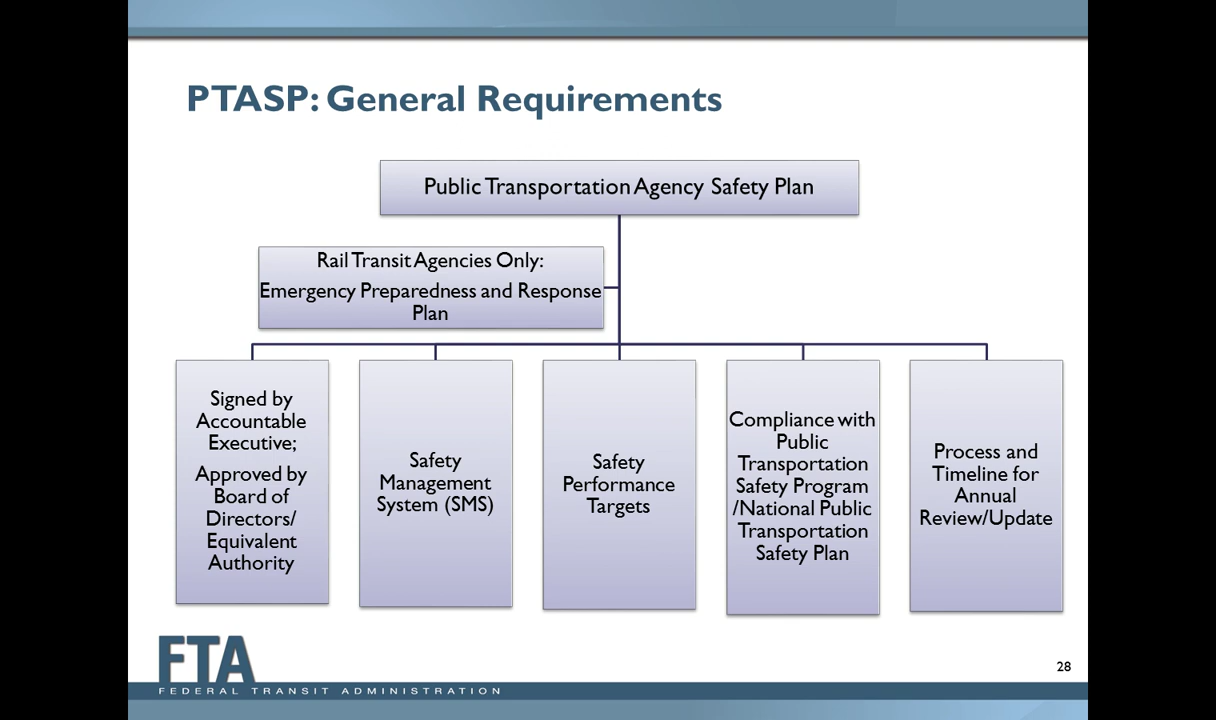 PTASP: General Requirements
Public Transportation Agency Safety Plan
Rail Transit Agencies Only:
Emergency Preparedness and Response
Plan
Signed by
Accountable
Executive;
Approved by
Board of
Directors/
Equivalent
Authority
Safety
Management
System (SMS)
Safety
Performance
Targets
Compliance with
Public
Transportation
Safety Program
/National Public
Transportation
Safety Plan
Process and
Timeline for
Annual
Review/Update
FTA
FEDERAL TRANSIT ADMINISTRATION
28